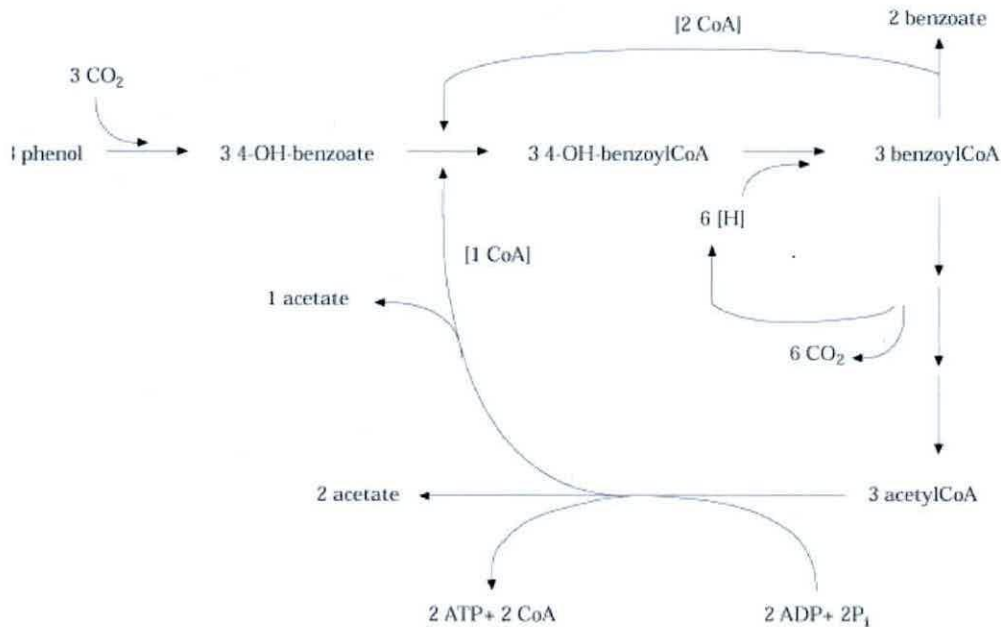 [2 CoA]
2 benzoate
3 CO₂
phenol
3 4-OH-benzoate
3 4-OH-benzoylCoA
3 benzoylCoA
6 [H]
[1 CoA]
1 acetate
6 CO₂
2 acetate
3 acetylCoA
2 ATP+ 2 CoA
2 ADP+ 2Pᵢ